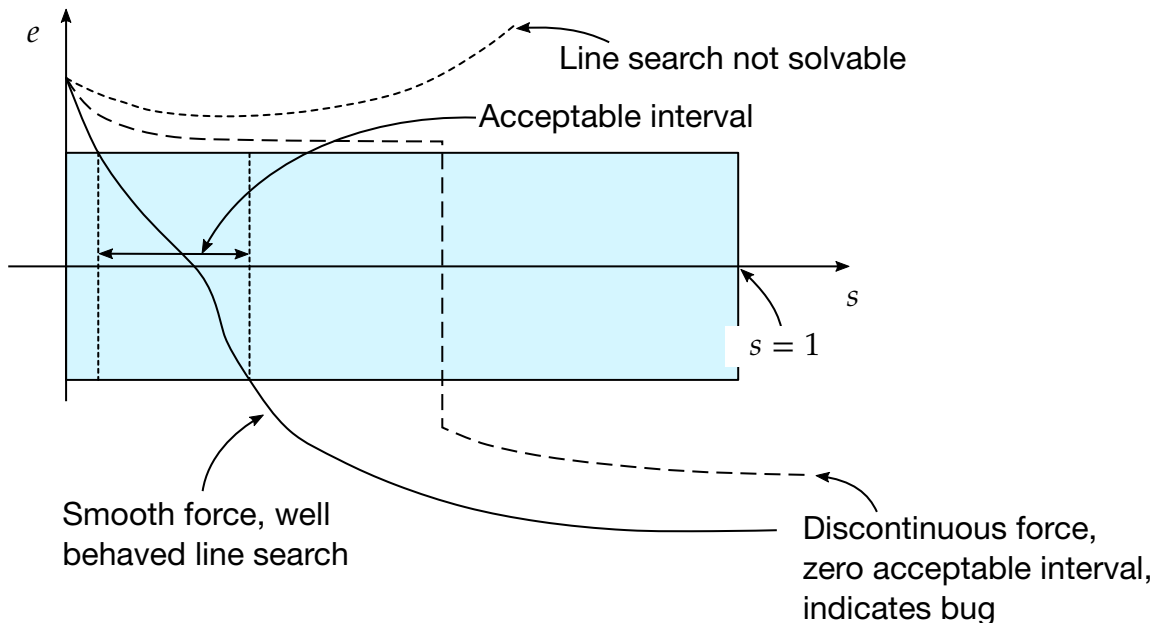 e
Line search not solvable
Acceptable interval
s
s = 1
Smooth force, well
behaved line search
Discontinuous force,
zero acceptable interval,
indicates bug